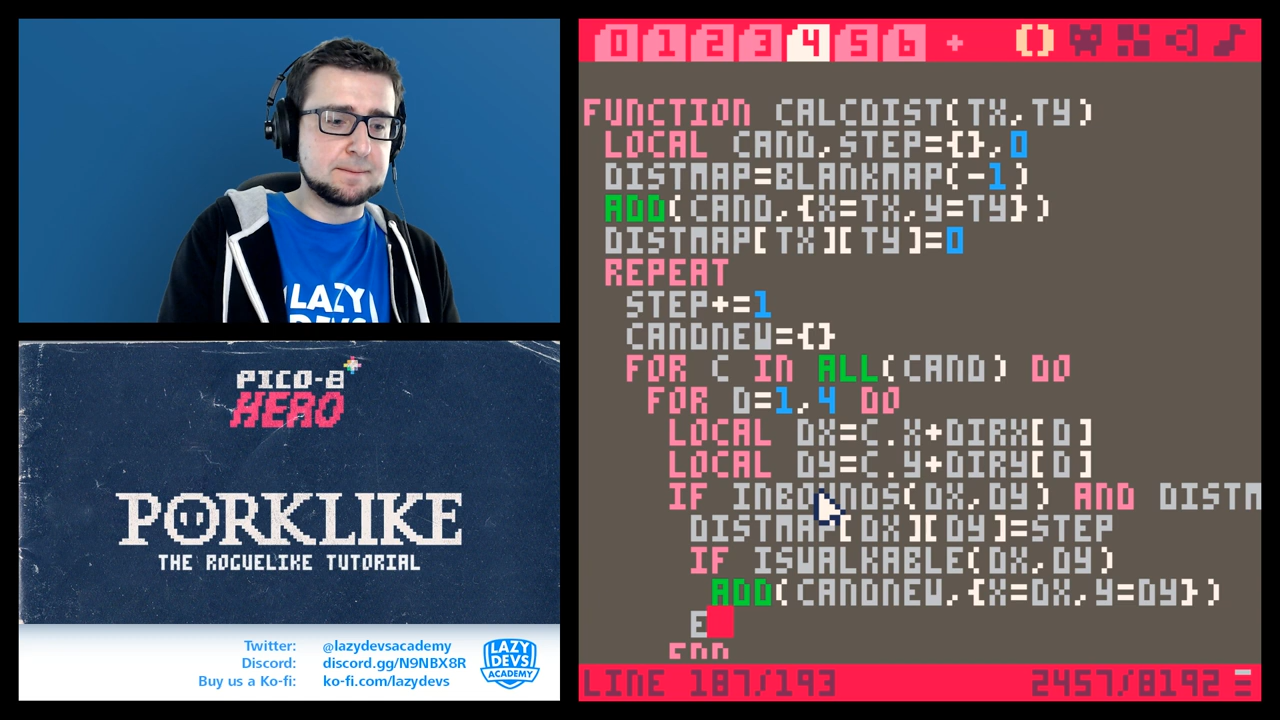 0 1 2 3 4 5 6 +
FUNCTION CALCDIST(TX,TY)
LOCAL CAND,STEP={},0
DISTMAP=BLANKMAP(-1)
ADD(CAND,{X=TX,Y=TY})
DISTMAP[TX][TY]=0
REPEAT
STEP+=1
CANDNEW={}
FOR C IN ALL(CAND) DO
FOR D=1,4 DO
LOCAL DX=C.X+DIRX[D]
LOCAL DY=C.Y+DIRY[D]
IF INBOUNDS(DX,DY) AND DISTM
DISTMAP[DX][DY]=STEP
IF ISWALKABLE(DX,DY)
ADD(CANDNEW,{X=DX,Y=DY})
E
END
LINE 187/193 2457/8192
LAZY
DEVS
PICO-8
HERO
PORKLIKE
THE ROGUELIKE TUTORIAL
Twitter: @lazydevsacademy
Discord: discord.gg/N9NBX8R
Buy us a Ko-fi: ko-fi.com/lazydevs
LAZY
DEVS
ACADEMY